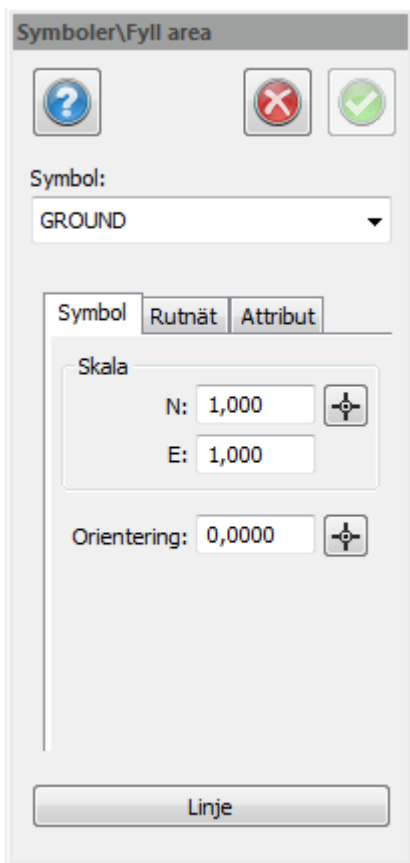 Symboler\Fyll area
Symbol:
GROUND
Symbol Rutnät Attribut
Skala
N: 1,000
E: 1,000
Orientering: 0,0000
Linje